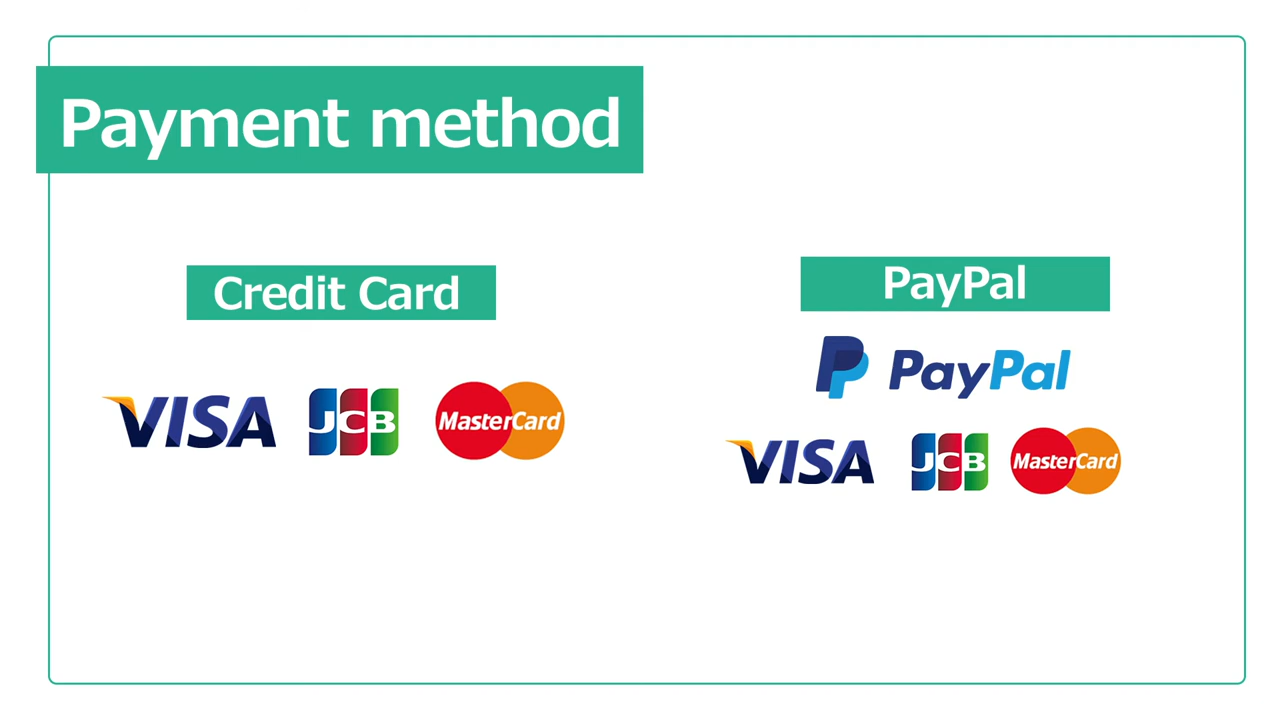 Payment method
Credit Card
VISA JCB MasterCard
PayPal
PayPal
VISA JCB MasterCard